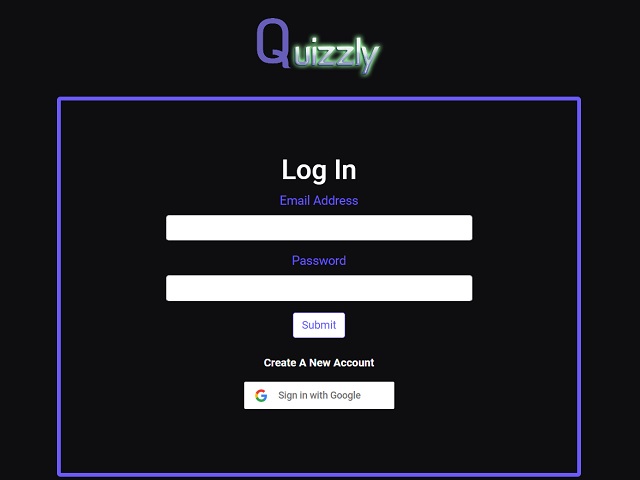 Quizzly
Log In
Email Address
Password
Submit
Create A New Account
Sign in with Google